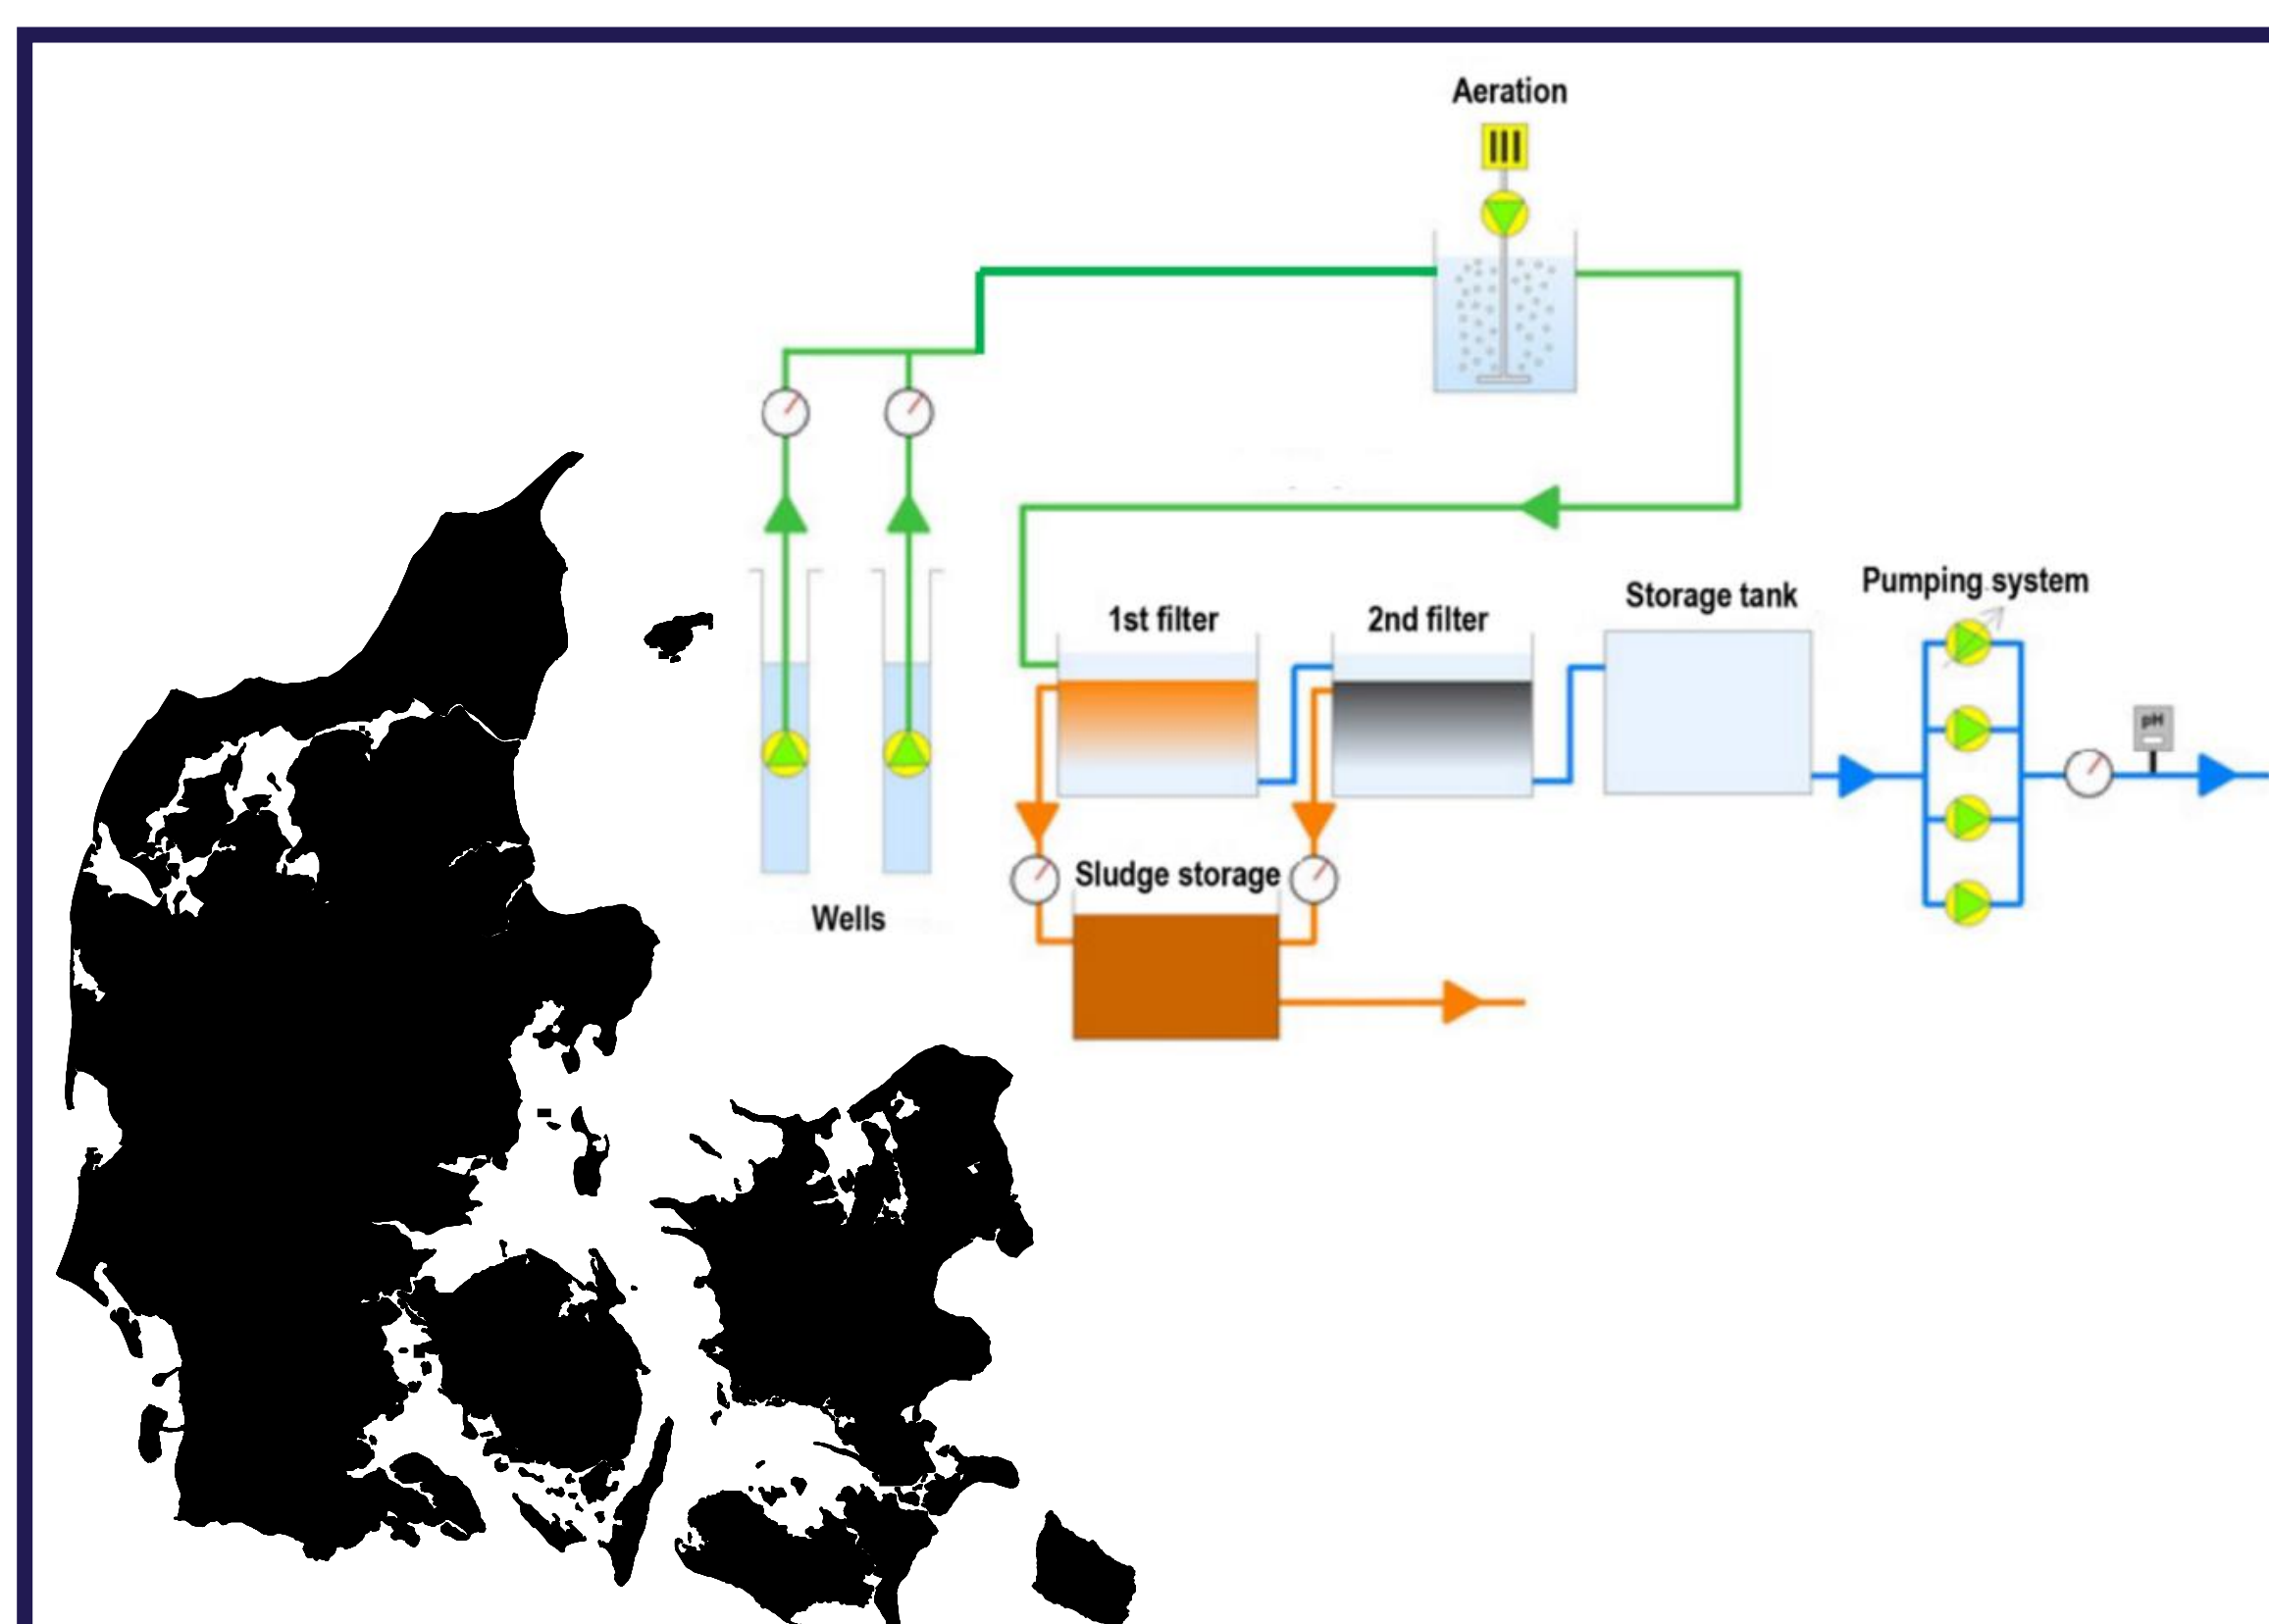 Aeration
Pumping system
Storage tank
1st filter
2nd filter
pH
Sludge storage
Wells